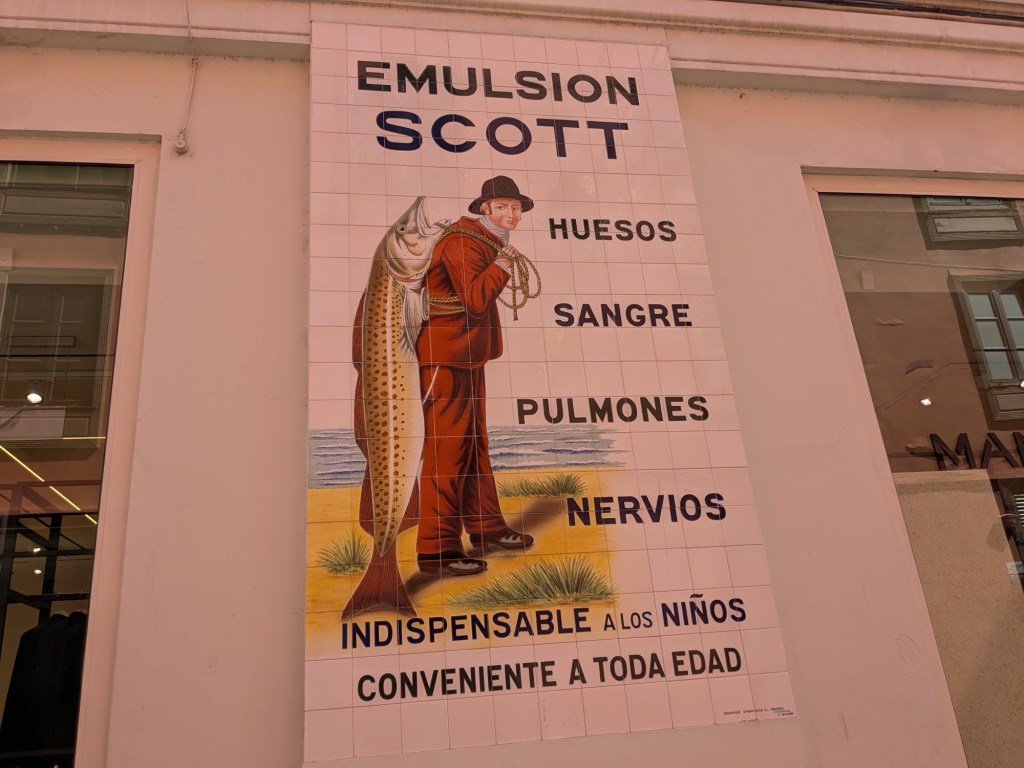 EMULSION
SCOTT
HUESOS
SANGRE
PULMONES
NERVIOS
INDISPENSABLE A LOS NIÑOS
CONVENIENTE A TODA EDAD